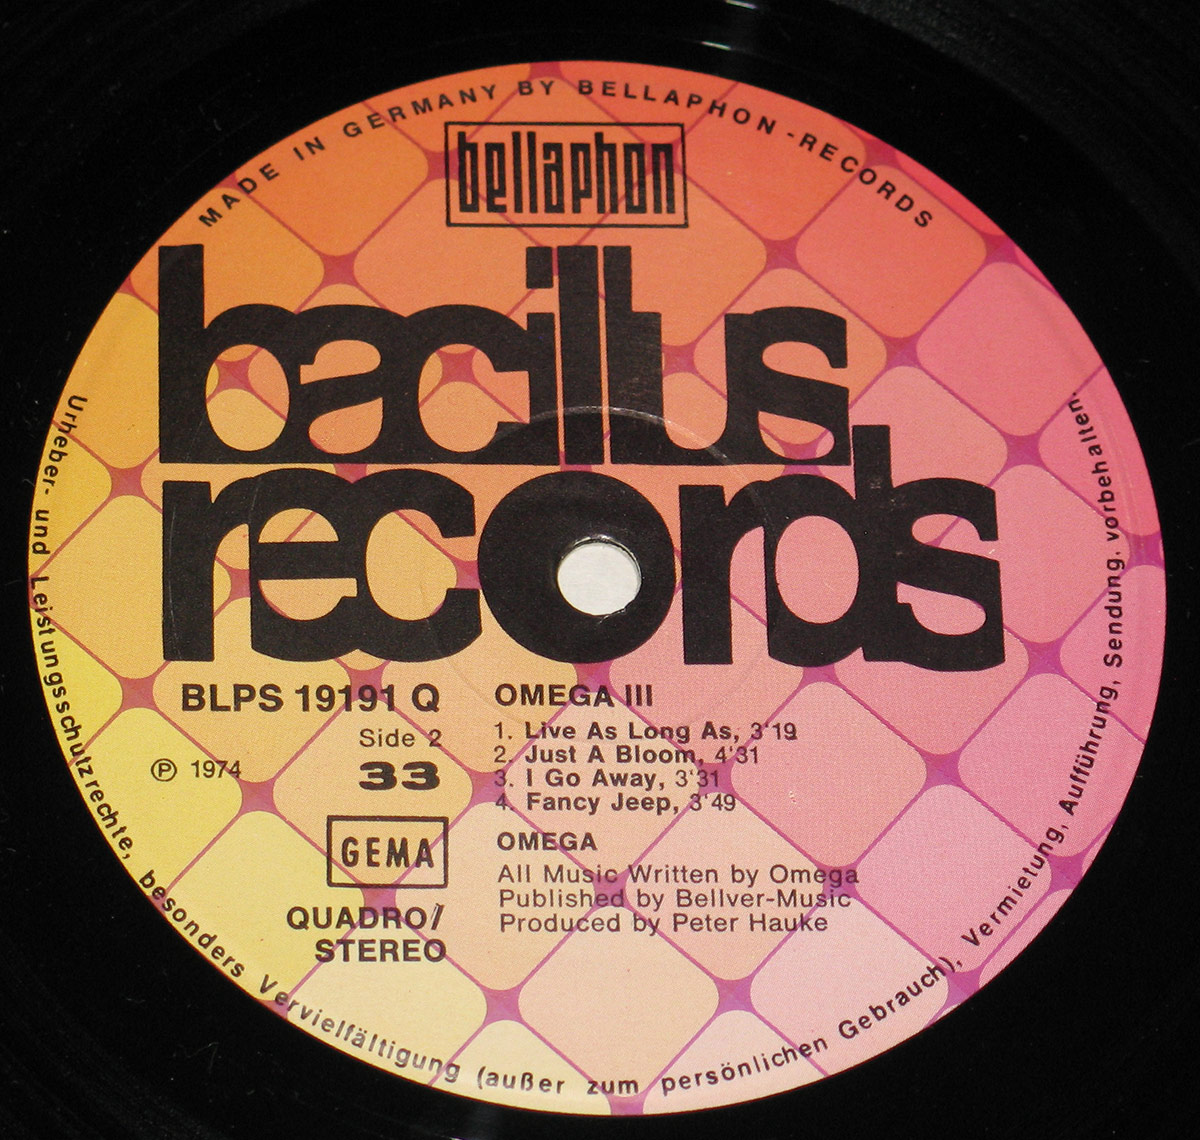 MADE IN GERMANY BY BELLAPHON-RECORDS
bellaphon
bacillus
records
BLPS 19191 Q
Side 2
℗ 1974
33
GEMA
QUADRO/
STEREO
OMEGA III
1. Live As Long As, 3'19
2. Just A Bloom, 4'31
3. I Go Away, 3'31
4. Fancy Jeep, 3'49
OMEGA
All Music Written by Omega
Published by Bellver-Music
Produced by Peter Hauke
Urheber- und Leistungsschutzrechte, besonders Vervielfältigung (außer zum persönlichen Gebrauch), Vermietung, Aufführung, Sendung, vorbehalten.